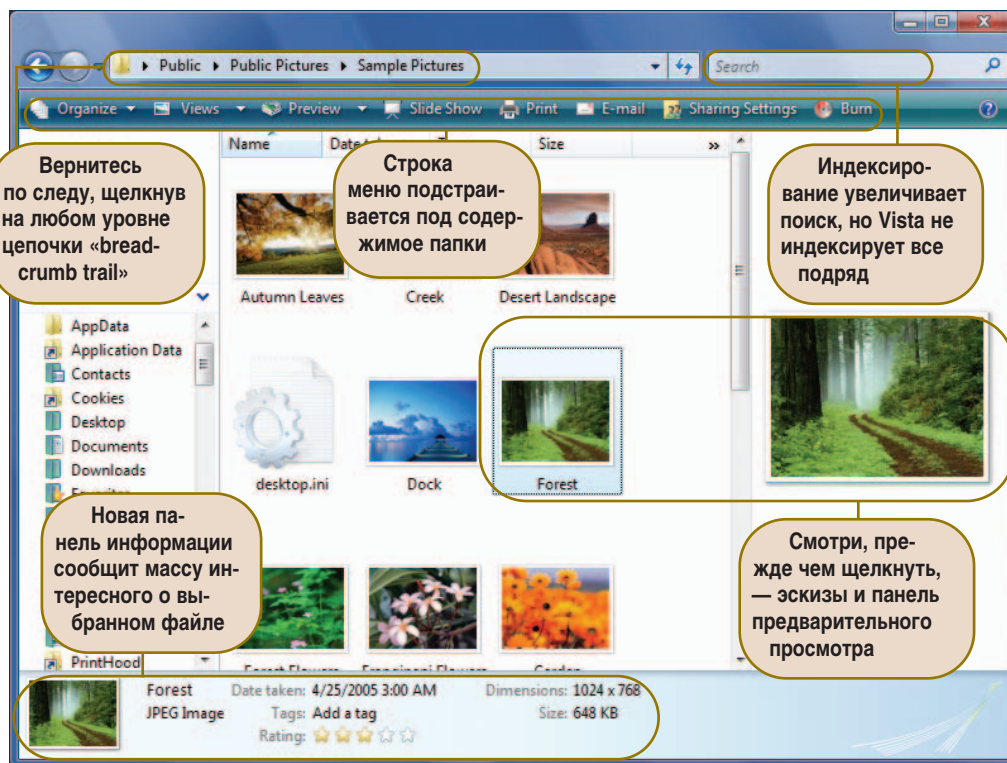 Public Public Pictures Sample Pictures
Search
Organize Views Preview Slide Show Print E-mail Sharing Settings Burn
Name Date Size
Вернитесь
по следу, щелкнув
на любом уровне
цепочки «bread-
crumb trail»
Строка
меню подстраи-
вается под содер-
жимое папки
Индексиро-
вание увеличивает
поиск, но Vista не
индексирует все
подряд
Autumn Leaves Creek Desert Landscape
AppData
Application Data
Contacts
Cookies
Desktop
Documents
Downloads
desktop.ini Dock Forest
Новая па-
нель информации
сообщит массу ин-
тересного о вы-
бранном файле
Смотри, пре-
жде чем щелкнуть,
— эскизы и панель
предварительного
просмотра
PrintHood
Forest Date taken: 4/25/2005 3:00 AM Dimensions: 1024 x 768
JPEG Image Tags: Add a tag Size: 648 KB
Rating: